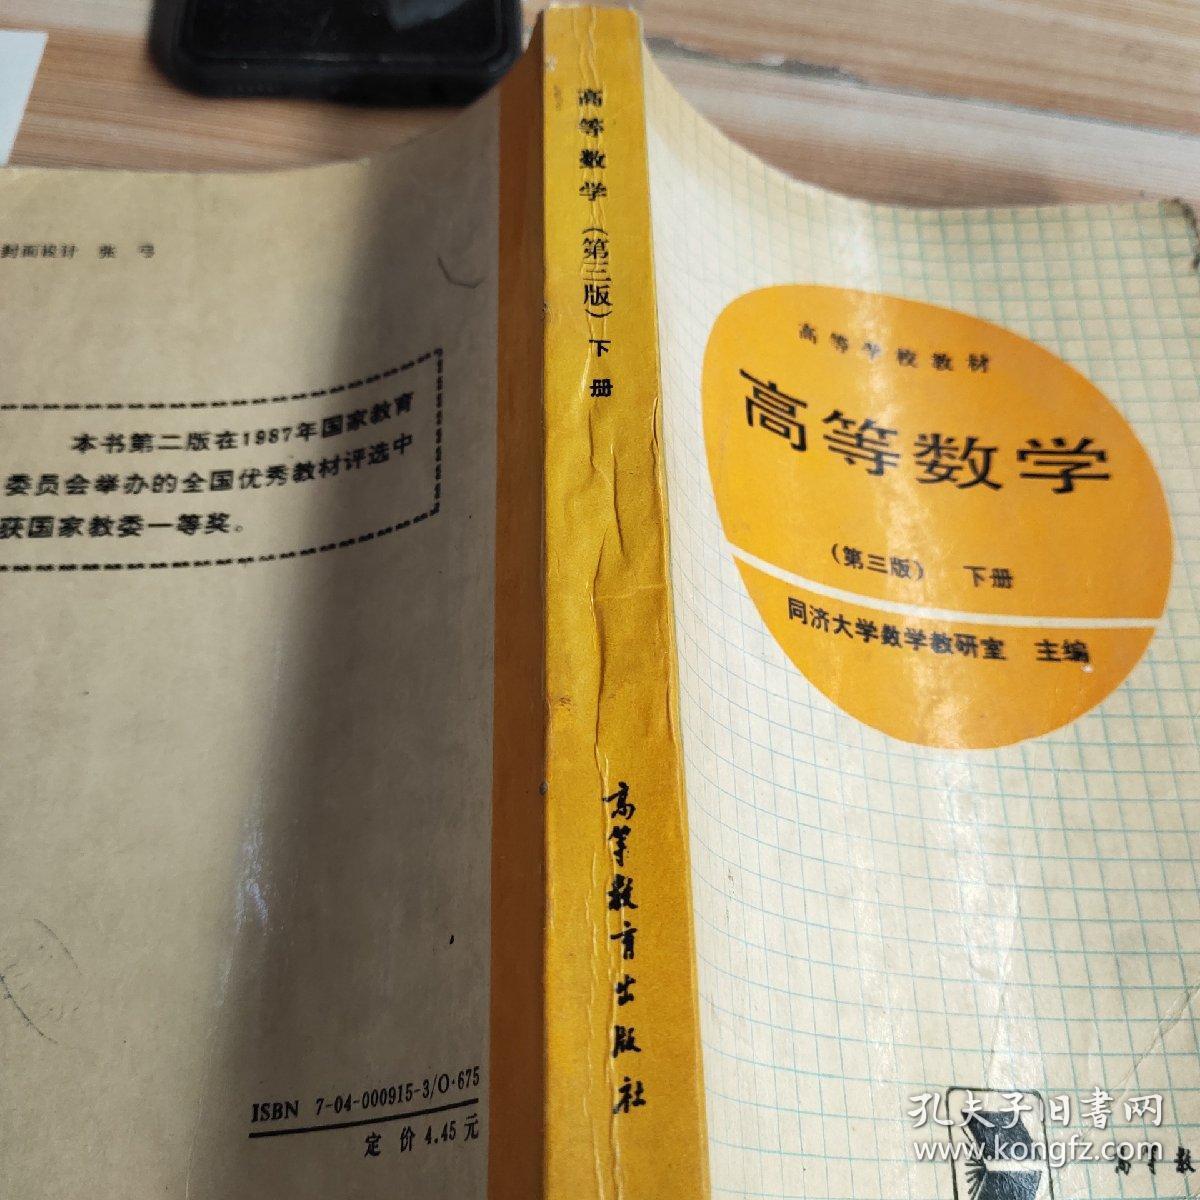 封面设计 张 弓
本书第二版在1987年国家教育
委员会举办的全国优秀教材评选中
获国家教委一等奖。
ISBN 7-04-000915-3/O·675
定 价 4.45 元
高等数学（第三版）下册
高等教育出版社
高等学校教材
高等数学
（第三版） 下册
同济大学数学教研室 主编
高等教
孔夫子旧书网
www.kongfz.com